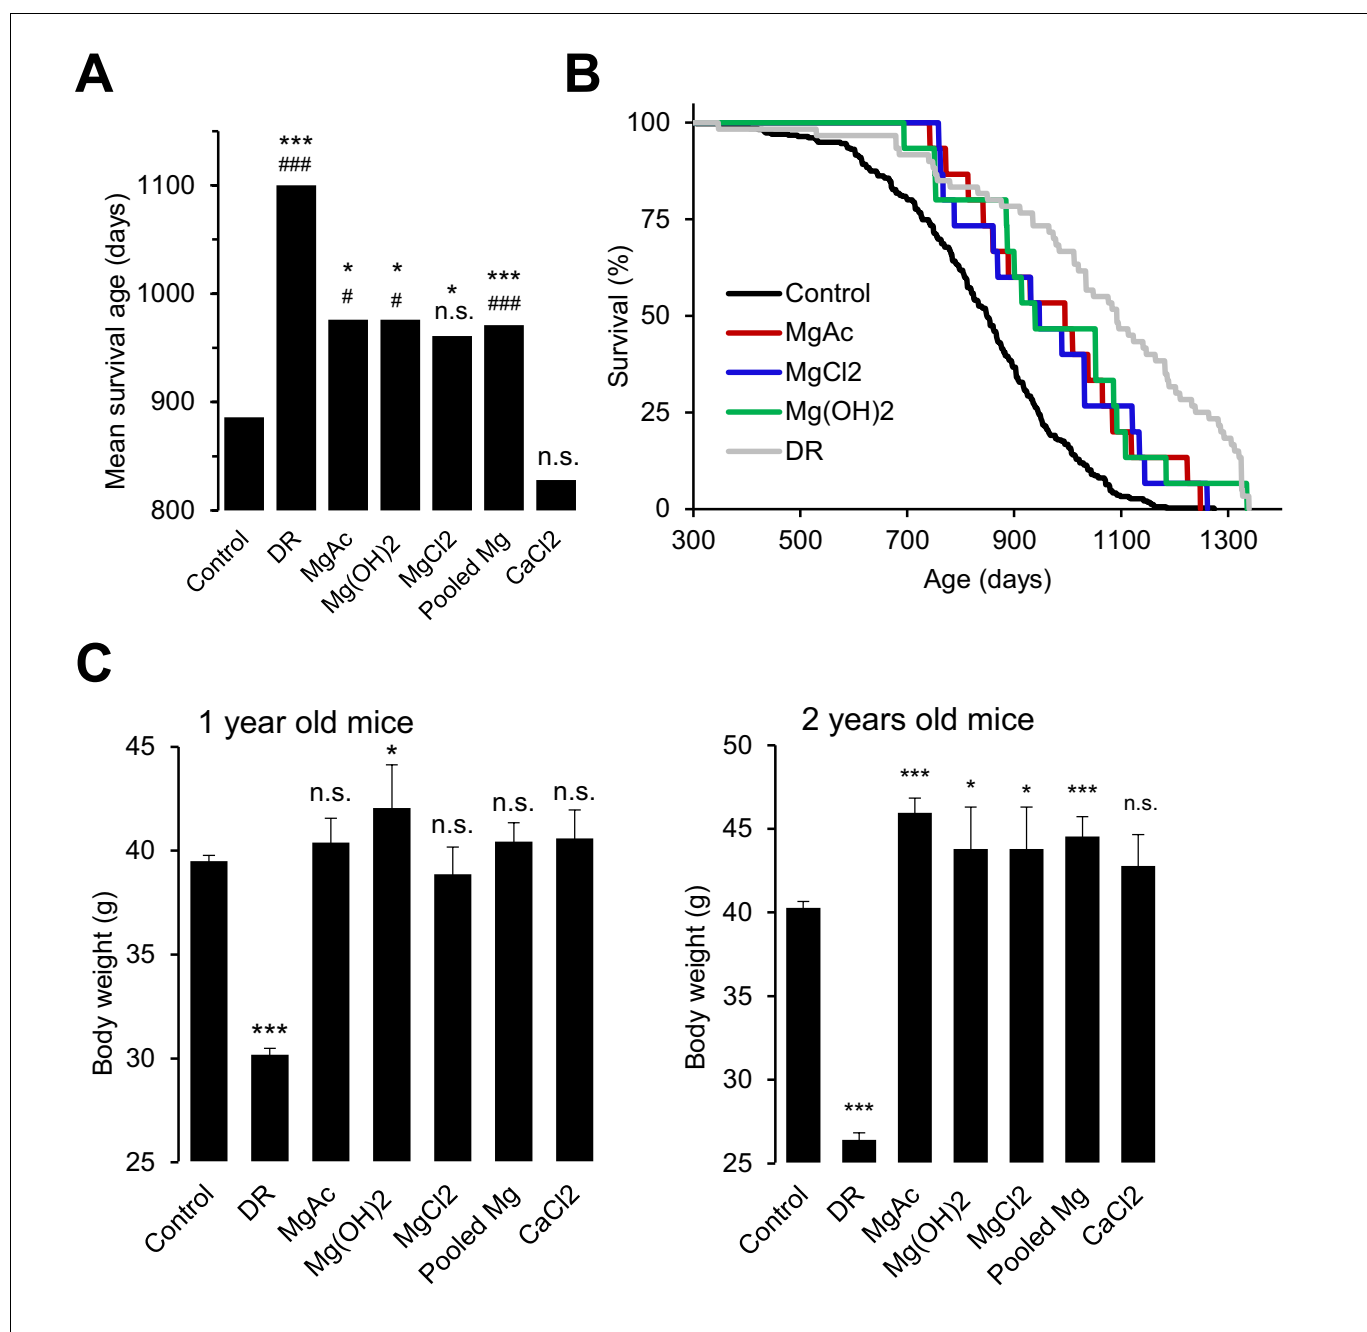 A
Mean survival age (days)
1100
1000
900
800
***
###
*
#
*
#
*
n.s.
***
###
n.s.
Control
DR
MgAc
Mg(OH)2
MgCl2
Pooled Mg
CaCl2
B
Survival (%)
100
75
50
25
0
Control
MgAc
MgCl2
Mg(OH)2
DR
300
500
700
900
1100
1300
Age (days)
C
1 year old mice
Body weight (g)
45
40
35
30
25
***
n.s.
*
n.s.
n.s.
n.s.
Control
DR
MgAc
Mg(OH)2
MgCl2
Pooled Mg
CaCl2
2 years old mice
Body weight (g)
50
45
40
35
30
25
***
***
*
*
***
n.s.
Control
DR
MgAc
Mg(OH)2
MgCl2
Pooled Mg
CaCl2